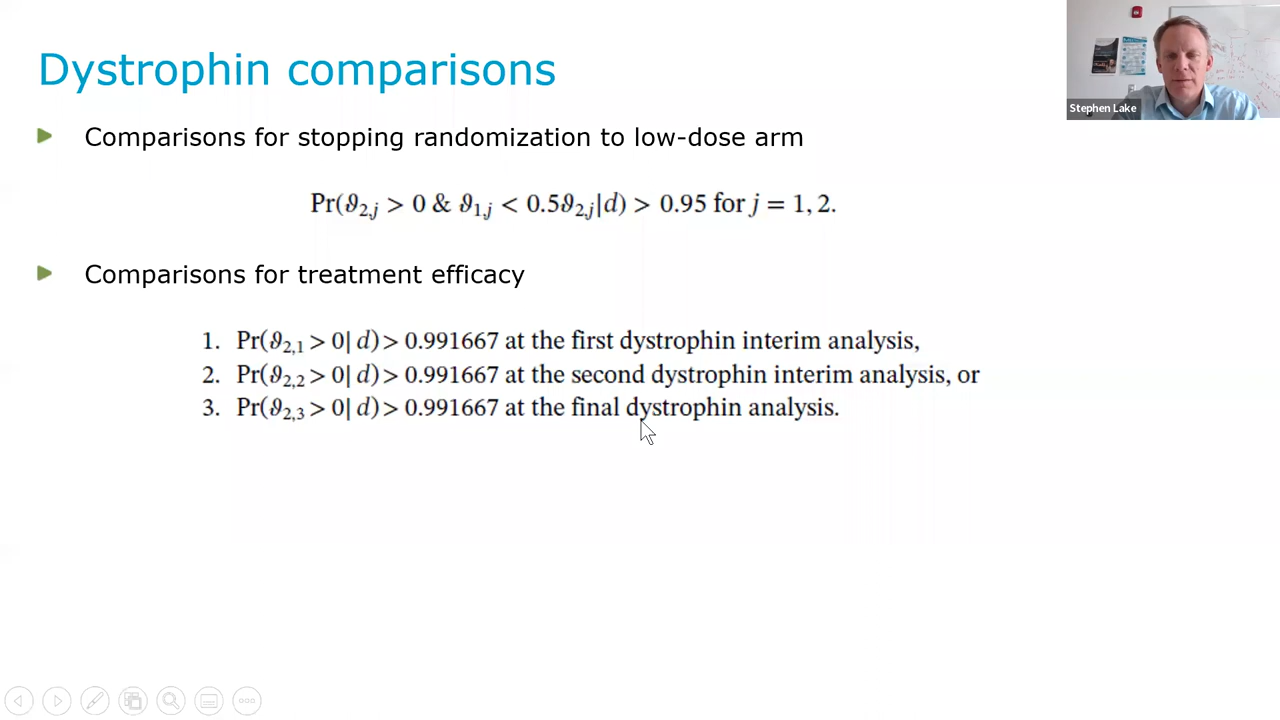 Dystrophin comparisons
Stephen Lake
Comparisons for stopping randomization to low-dose arm
Pr(ϑ₂,ⱼ > 0 & ϑ₁,ⱼ < 0.5ϑ₂,ⱼ|d) > 0.95 for j = 1, 2.
Comparisons for treatment efficacy
1. Pr(ϑ₂,₁ > 0| d) > 0.991667 at the first dystrophin interim analysis,
2. Pr(ϑ₂,₂ > 0| d) > 0.991667 at the second dystrophin interim analysis, or
3. Pr(ϑ₂,₃ > 0| d) > 0.991667 at the final dystrophin analysis.